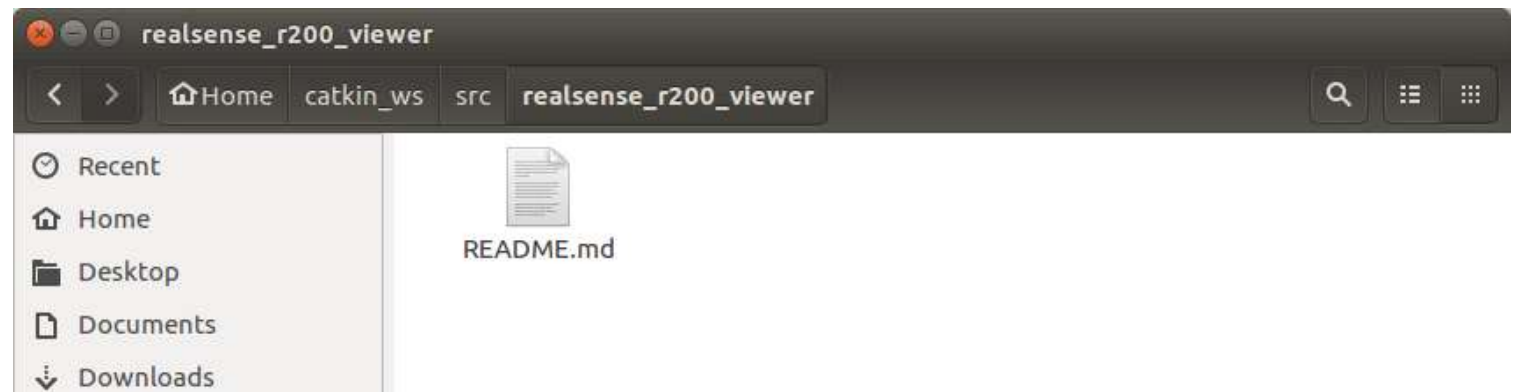 realsense_r200_viewer
Home catkin_ws src realsense_r200_viewer
Recent
Home
README.md
Desktop
Documents
Downloads